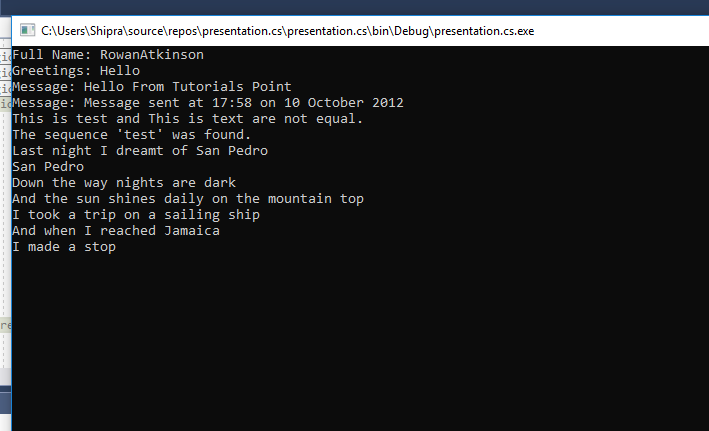 C:\Users\Shipra\source\repos\presentation.cs\presentation.cs\bin\Debug\presentation.cs.exe
Full Name: RowanAtkinson
Greetings: Hello
Message: Hello From Tutorials Point
Message: Message sent at 17:58 on 10 October 2012
This is test and This is text are not equal.
The sequence 'test' was found.
Last night I dreamt of San Pedro
San Pedro
Down the way nights are dark
And the sun shines daily on the mountain top
I took a trip on a sailing ship
And when I reached Jamaica
I made a stop